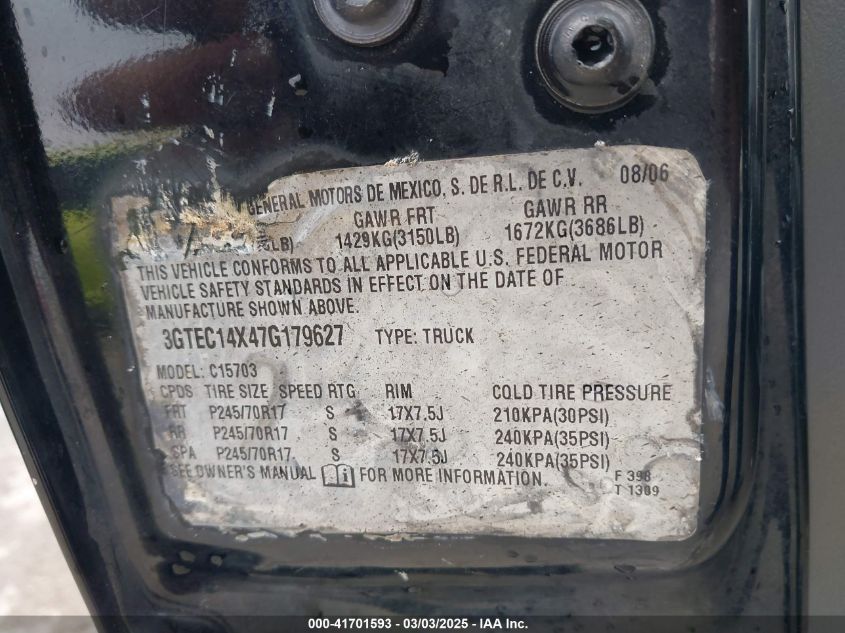 GENERAL MOTORS DE MEXICO, S. DE R.L. DE C.V. 08/06
GAWR FRT GAWR RR
LB) 1429KG(3150LB) 1672KG(3686LB)
THIS VEHICLE CONFORMS TO ALL APPLICABLE U.S. FEDERAL MOTOR
VEHICLE SAFETY STANDARDS IN EFFECT ON THE DATE OF
MANUFACTURE SHOWN ABOVE.
3GTEC14X47G179627 TYPE: TRUCK
MODEL: C15703
CPDS TIRE SIZE SPEED RTG RIM COLD TIRE PRESSURE
FRT P245/70R17 S 17X7.5J 210KPA(30PSI)
RR P245/70R17 S 17X7.5J 240KPA(35PSI)
SPA P245/70R17 S 17X7.5J 240KPA(35PSI)
SEE OWNER'S MANUAL FOR MORE INFORMATION.
F 398
T 1309
000-41701593 - 03/03/2025 - IAA Inc.